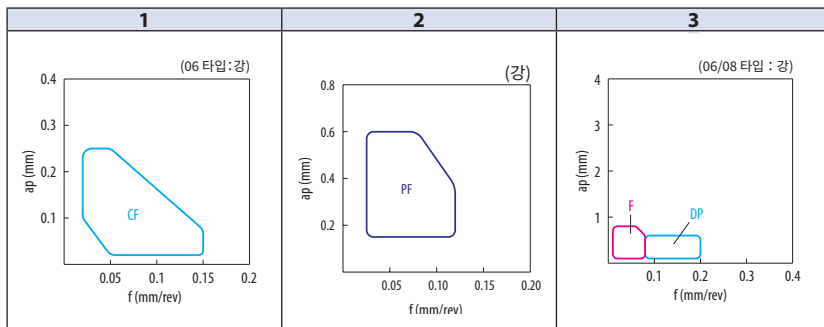 1
2
3
(06 타입:강)
0.4
0.3
0.2
0.1
ap (mm)
CF
0.05
0.1
0.15
0.2
f (mm/rev)
(강)
0.8
0.6
0.4
0.2
ap (mm)
PF
0.05
0.10
0.15
0.20
f (mm/rev)
(06/08 타입 : 강)
4
3
2
1
ap (mm)
F
DP
0.1
0.2
0.3
0.4
f (mm/rev)